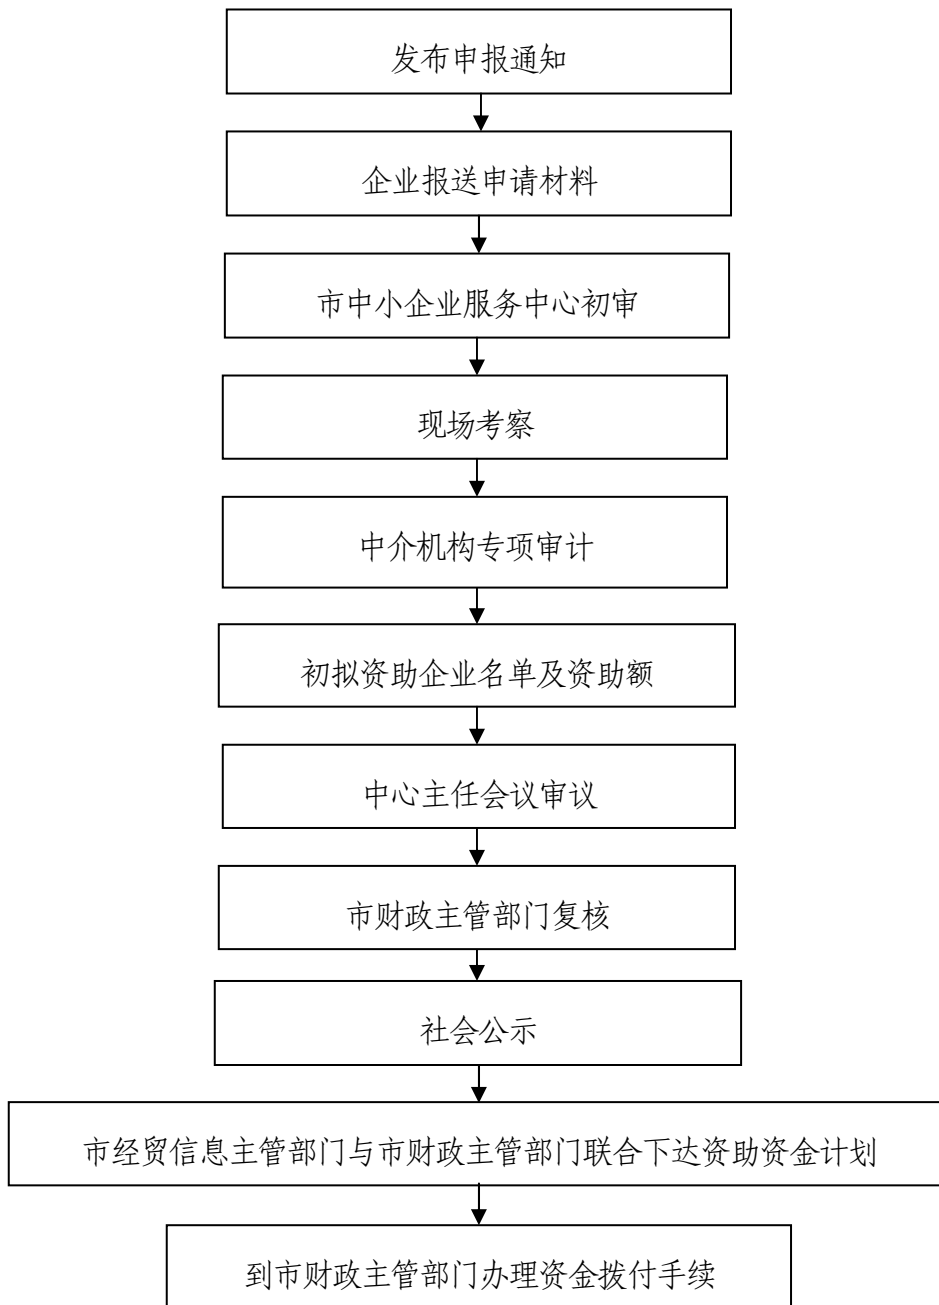 发布申报通知
企业报送申请材料
市中小企业服务中心初审
现场考察
中介机构专项审计
初拟资助企业名单及资助额
中心主任会议审议
市财政主管部门复核
社会公示
市经贸信息主管部门与市财政主管部门联合下达资助资金计划
到市财政主管部门办理资金拨付手续